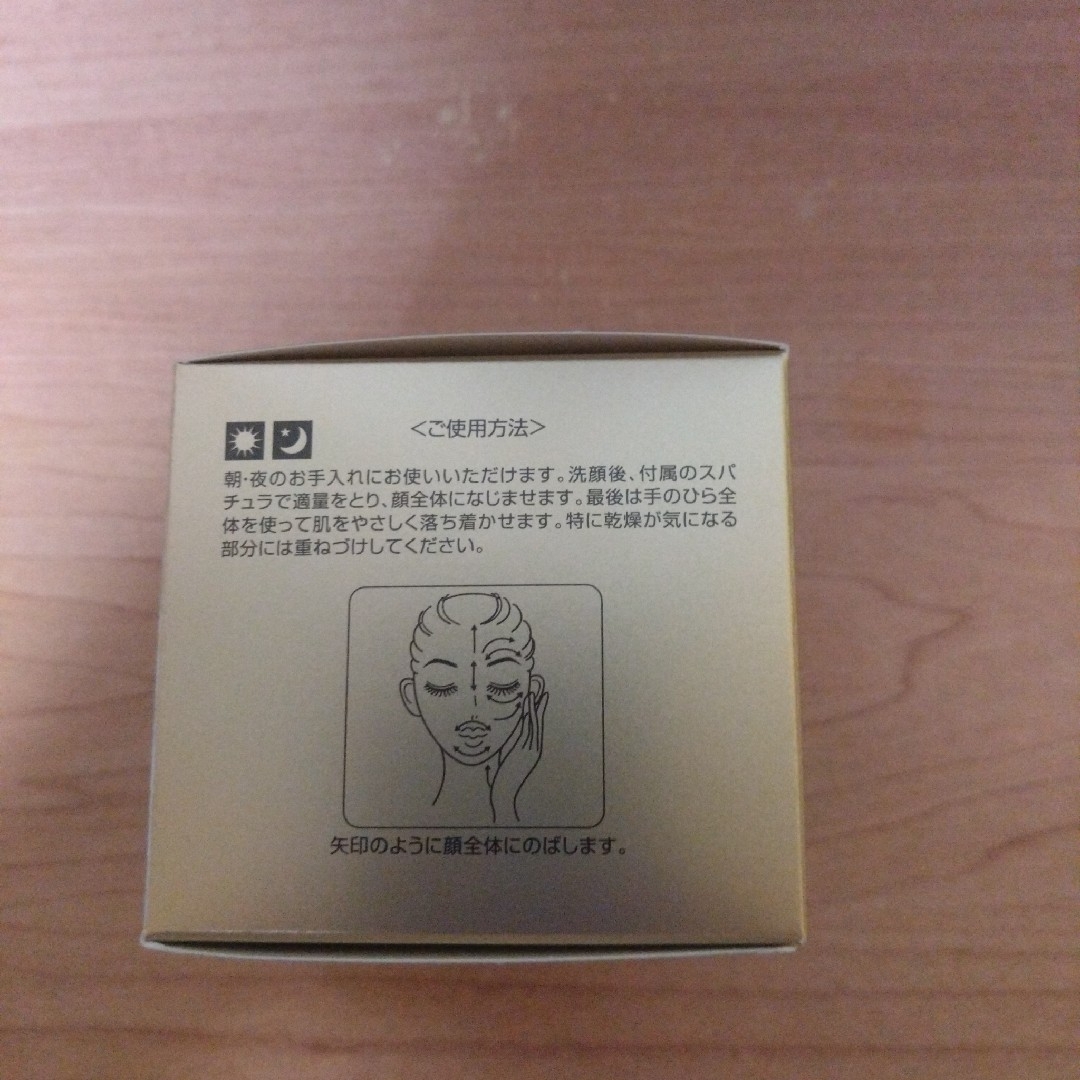 ＜ご使用方法＞
朝・夜のお手入れにお使いいただけます。洗顔後、付属のスパ
チュラで適量をとり、顔全体になじませます。最後は手のひら全
体を使って肌をやさしく落ち着かせます。特に乾燥が気になる
部分には重ねづけしてください。
矢印のように顔全体にのばします。